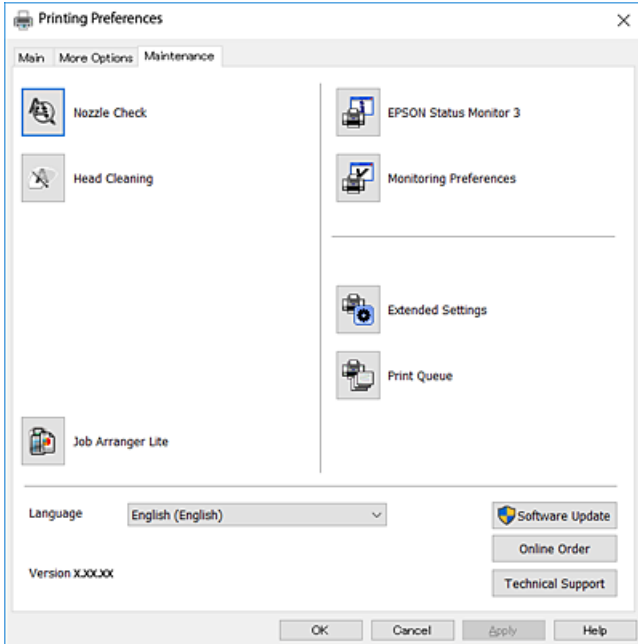 Printing Preferences
Main
More Options
Maintenance
Nozzle Check
Head Cleaning
Job Arranger Lite
EPSON Status Monitor 3
Monitoring Preferences
Extended Settings
Print Queue
Language
English (English)
Version X.XX.XX
Software Update
Online Order
Technical Support
OK
Cancel
Apply
Help